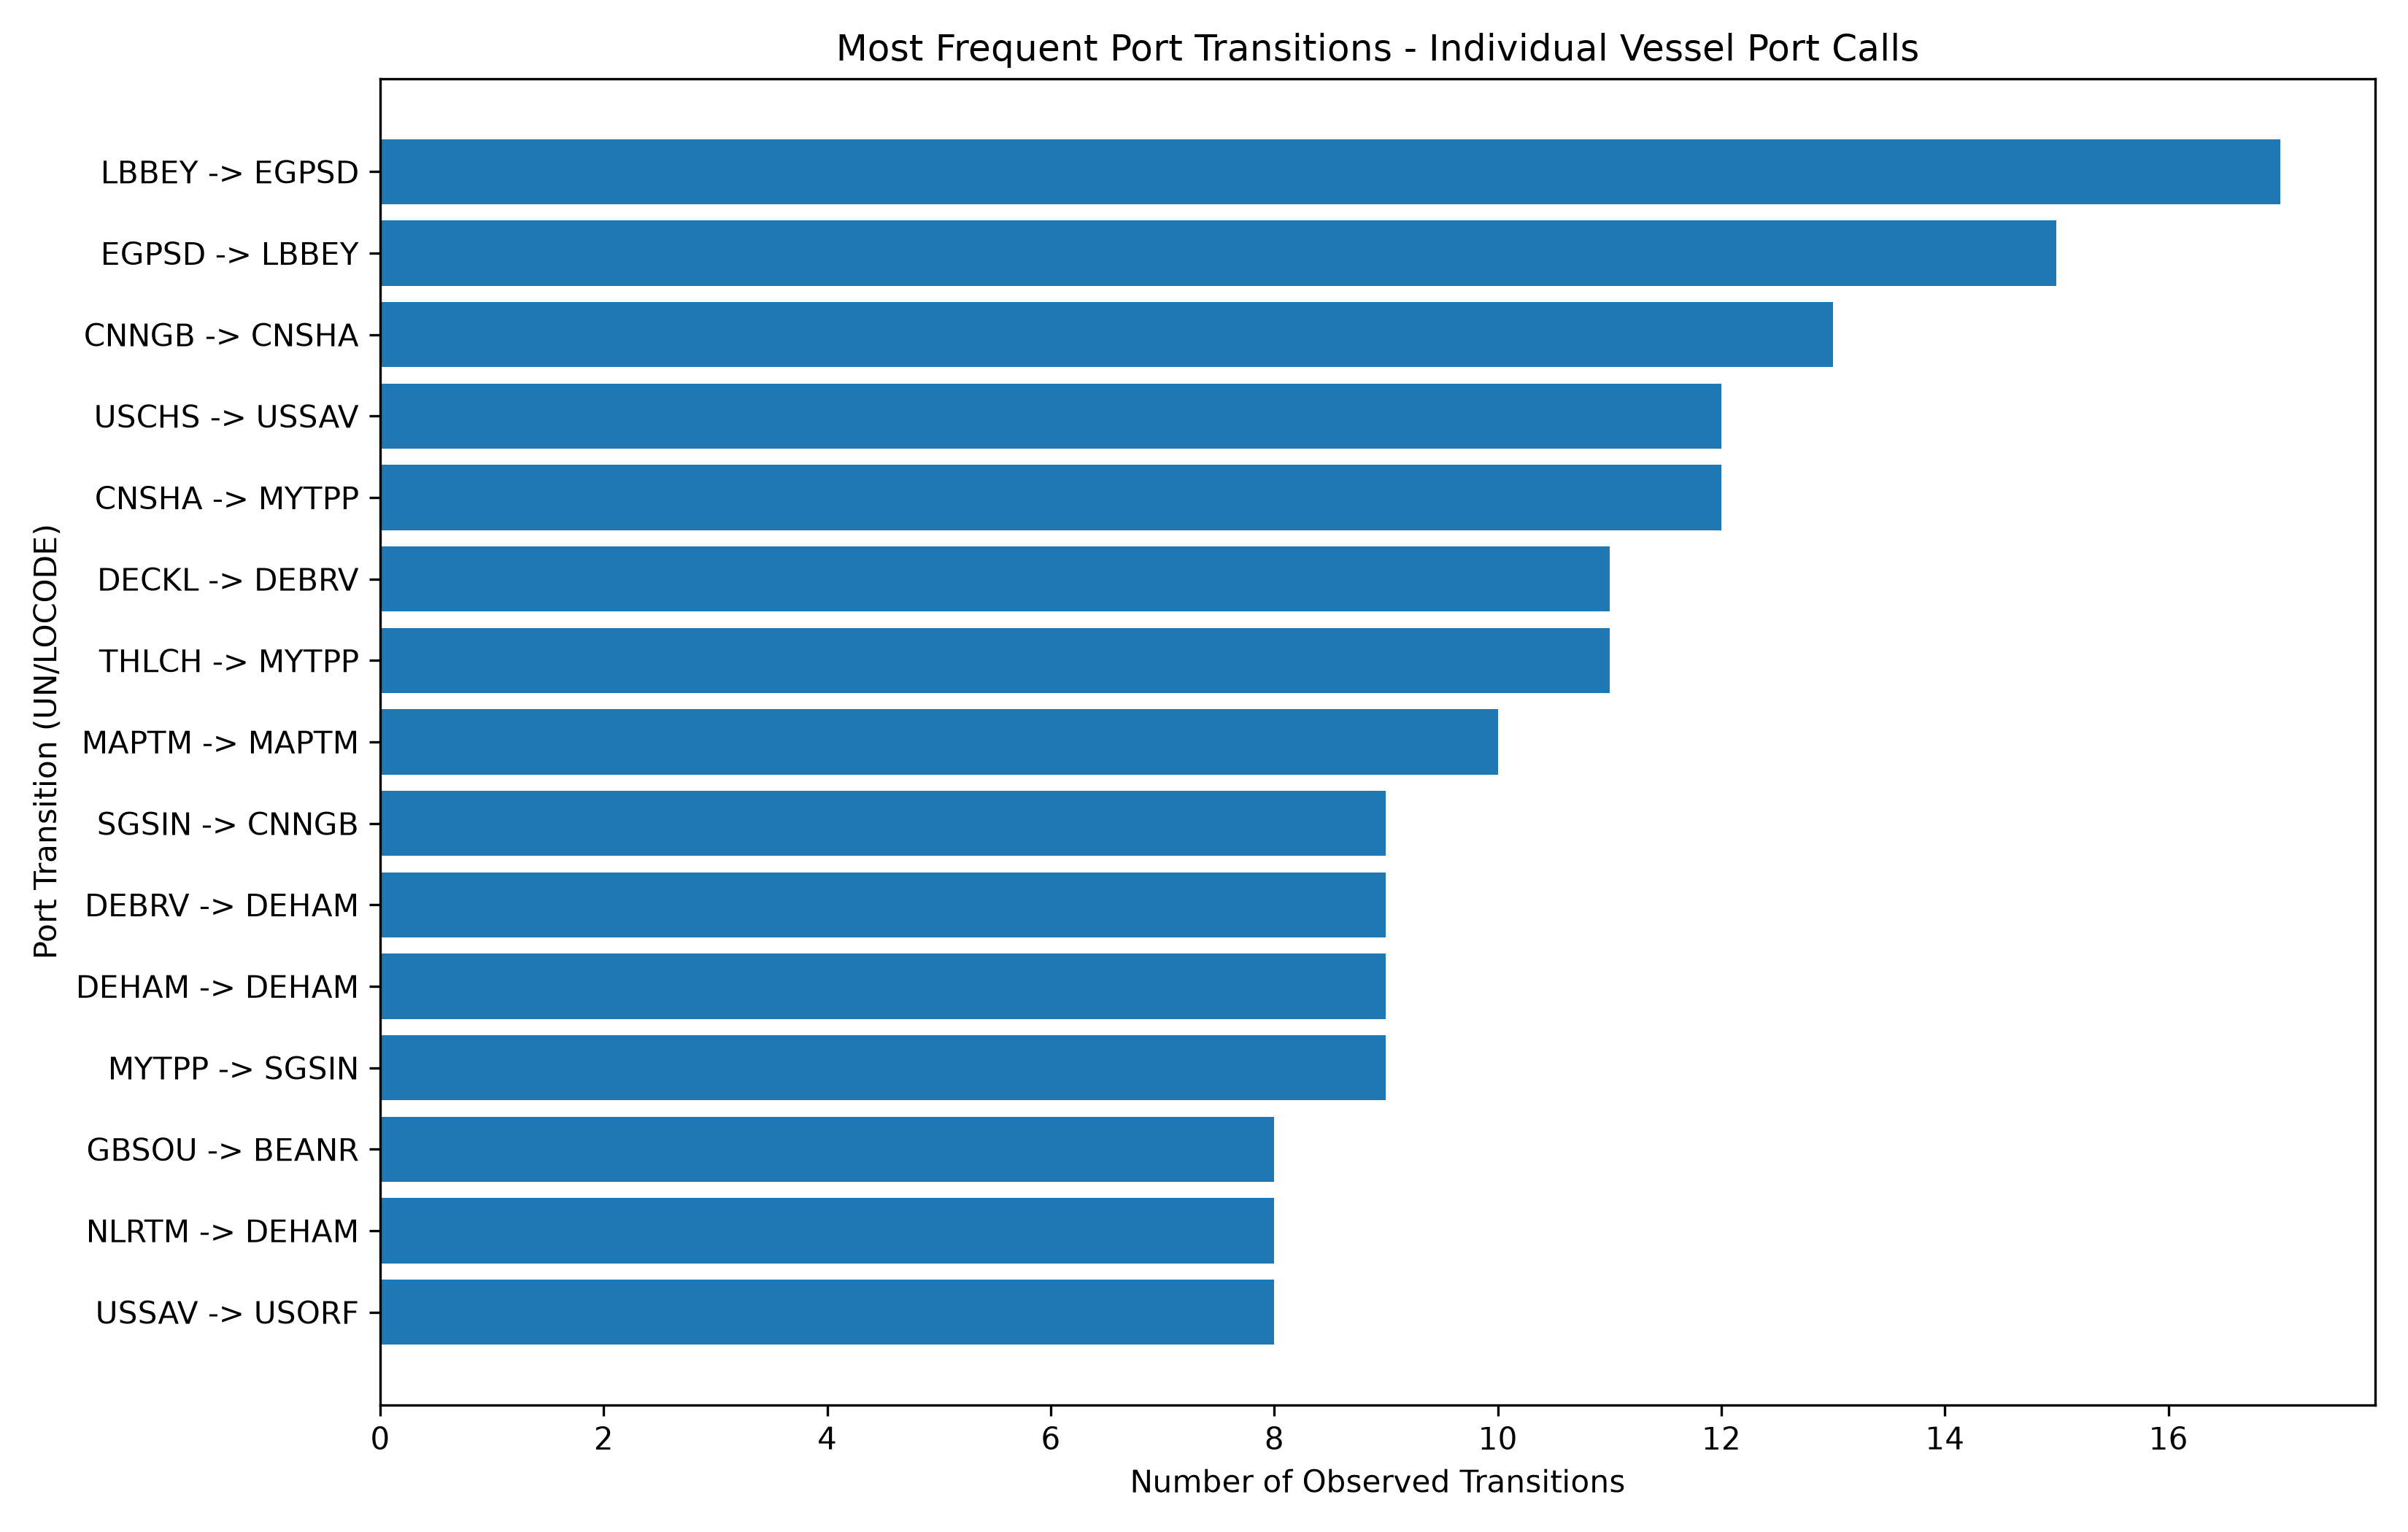 Most Frequent Port Transitions - Individual Vessel Port Calls
Port Transition (UN/LOCODE)
LBBEY -> EGPSD
EGPSD -> LBBEY
CNNGB -> CNSHA
USCHS -> USSAV
CNSHA -> MYTPP
DECKL -> DEBRV
THLCH -> MYTPP
MAPTM -> MAPTM
SGSIN -> CNNGB
DEBRV -> DEHAM
DEHAM -> DEHAM
MYTPP -> SGSIN
GBSOU -> BEANR
NLRTM -> DEHAM
USSAV -> USORF
0 2 4 6 8 10 12 14 16
Number of Observed Transitions